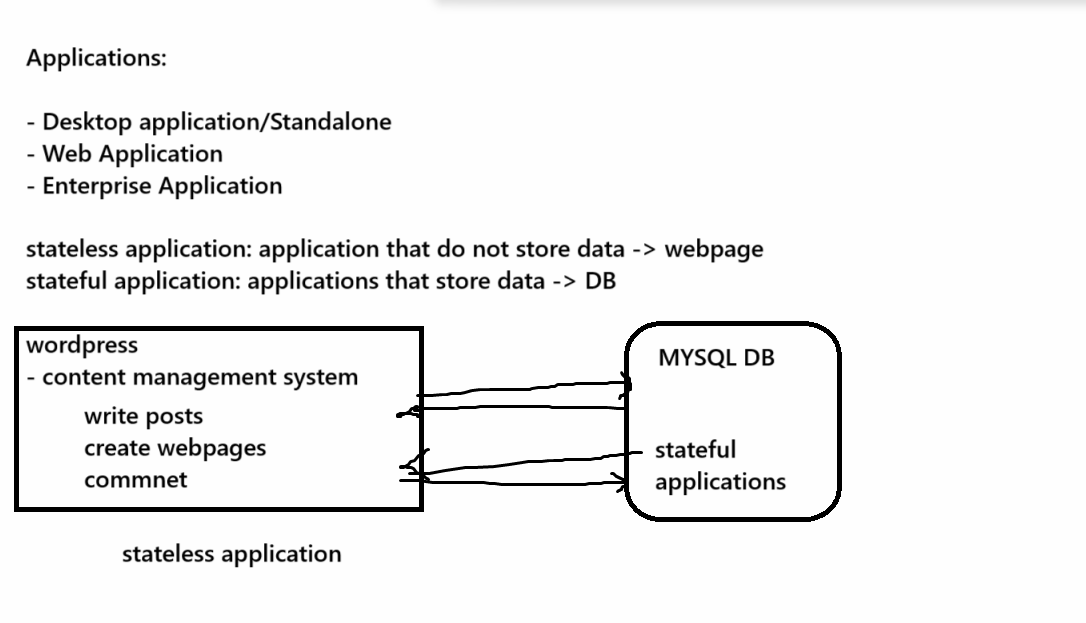 Applications:
- Desktop application/Standalone
- Web Application
- Enterprise Application
stateless application: application that do not store data -> webpage
stateful application: applications that store data -> DB
wordpress
- content management system
write posts
create webpages
commnet
MYSQL DB
stateful
applications
stateless application